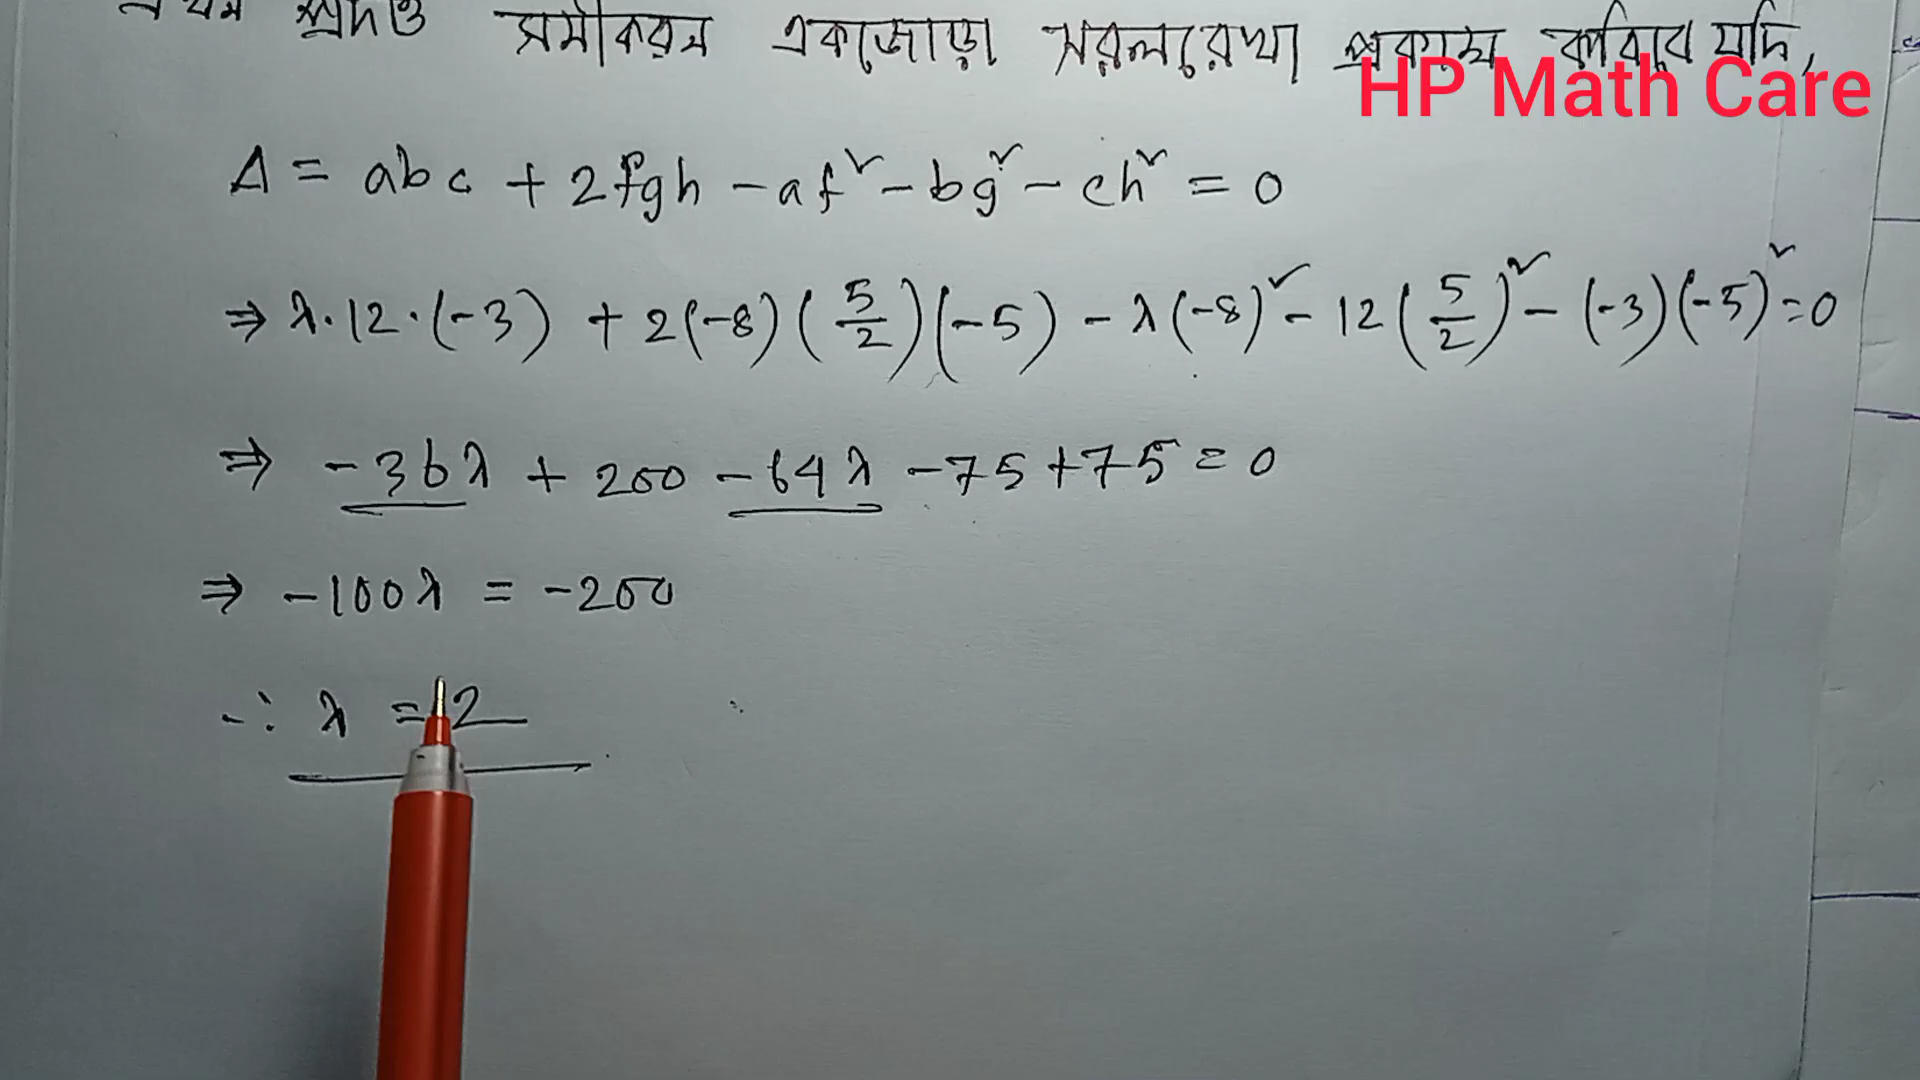 প্রদত্ত সমীকরন একজোড়া সরলরেখা প্রকাশ করিবে যদি,
HP Math Care
Δ = abc + 2fgh - af² - bg² - ch² = 0
⇒ λ·12·(-3) + 2(-8)(5/2)(-5) - λ(-8)² - 12(5/2)² - (-3)(-5)² = 0
⇒ -36λ + 200 - 64λ - 75 + 75 = 0
⇒ -100λ = -200
∴ λ = 2